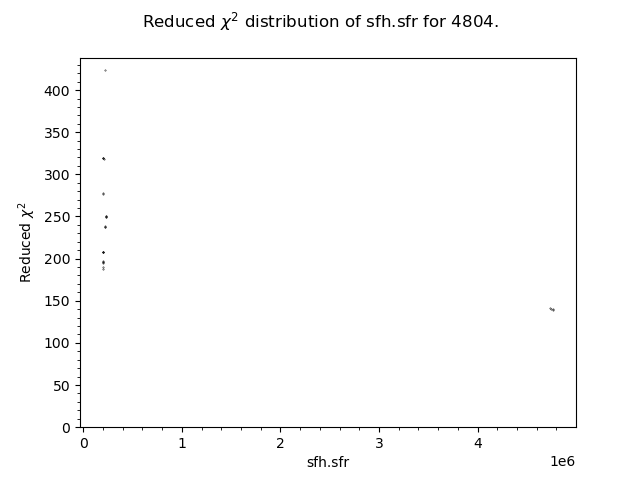 Reduced χ² distribution of sfh.sfr for 4804.
Reduced χ²
400
350
300
250
200
150
100
50
0
0 1 2 3 4
1e6
sfh.sfr